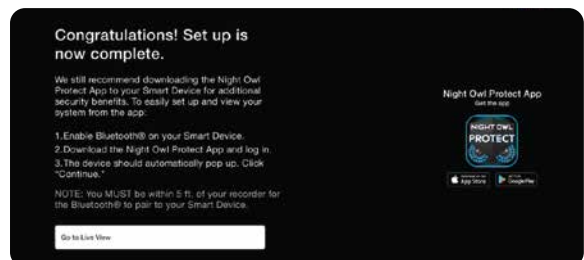 Congratulations! Set up is
now complete.
We still recommend downloading the Night Owl
Protect App to your Smart Device for additional
security benefits. To easily set up and view your
system from the app:
1.Enable Bluetooth® on your Smart Device.
2.Download the Night Owl Protect App and log in.
3.The device should automatically pop up. Click
"Continue."
NOTE: You MUST be within 5 ft. of your recorder for
the Bluetooth® to pair to your Smart Device.
Go to Live View
Night Owl Protect App
Get the app
NIGHT OWL
PROTECT
App Store
Google Play